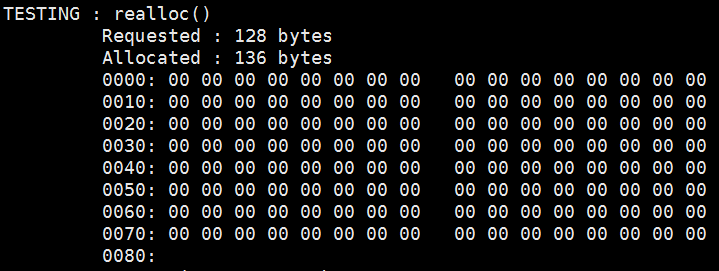 TESTING : realloc()
Requested : 128 bytes
Allocated : 136 bytes
0000: 00 00 00 00 00 00 00 00 00 00 00 00 00 00 00 00
0010: 00 00 00 00 00 00 00 00 00 00 00 00 00 00 00 00
0020: 00 00 00 00 00 00 00 00 00 00 00 00 00 00 00 00
0030: 00 00 00 00 00 00 00 00 00 00 00 00 00 00 00 00
0040: 00 00 00 00 00 00 00 00 00 00 00 00 00 00 00 00
0050: 00 00 00 00 00 00 00 00 00 00 00 00 00 00 00 00
0060: 00 00 00 00 00 00 00 00 00 00 00 00 00 00 00 00
0070: 00 00 00 00 00 00 00 00 00 00 00 00 00 00 00 00
0080: